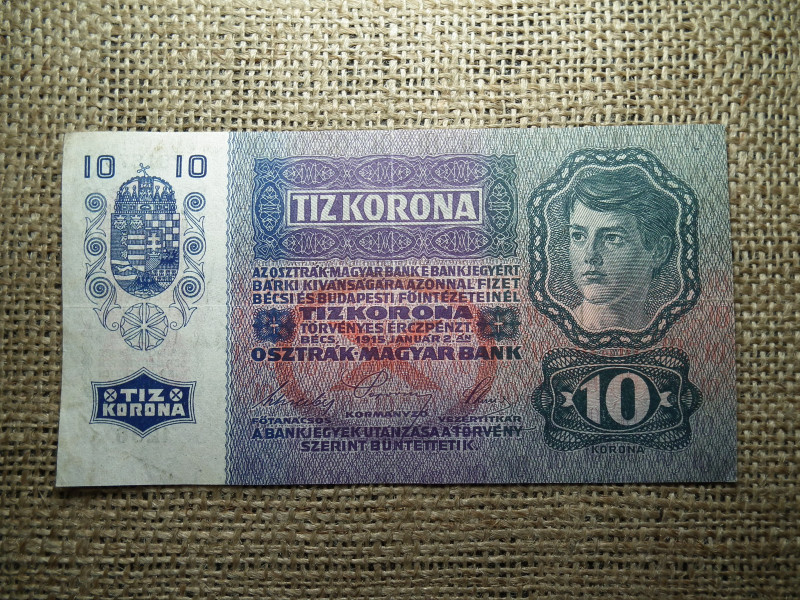 10 10
TIZ KORONA
AZ OSZTRÁK-MAGYAR BANK E BANKJEGYÉRT
BÁRKI KÍVÁNSÁGÁRA AZONNAL FIZET
BÉCSI ÉS BUDAPESTI FŐINTÉZETEINÉL
TIZ KORONA
TÖRVÉNYES ÉRCZPÉNZT.
BÉCS, 1915 JANUÁR 2.ÁN
OSZTRÁK-MAGYAR BANK
FŐTANÁCSOS KORMÁNYZÓ VEZÉRTITKÁR
A BANKJEGYEK UTÁNZÁSA A TÖRVÉNY
SZERINT BÜNTETTETIK.
TIZ
KORONA
10
KORONA